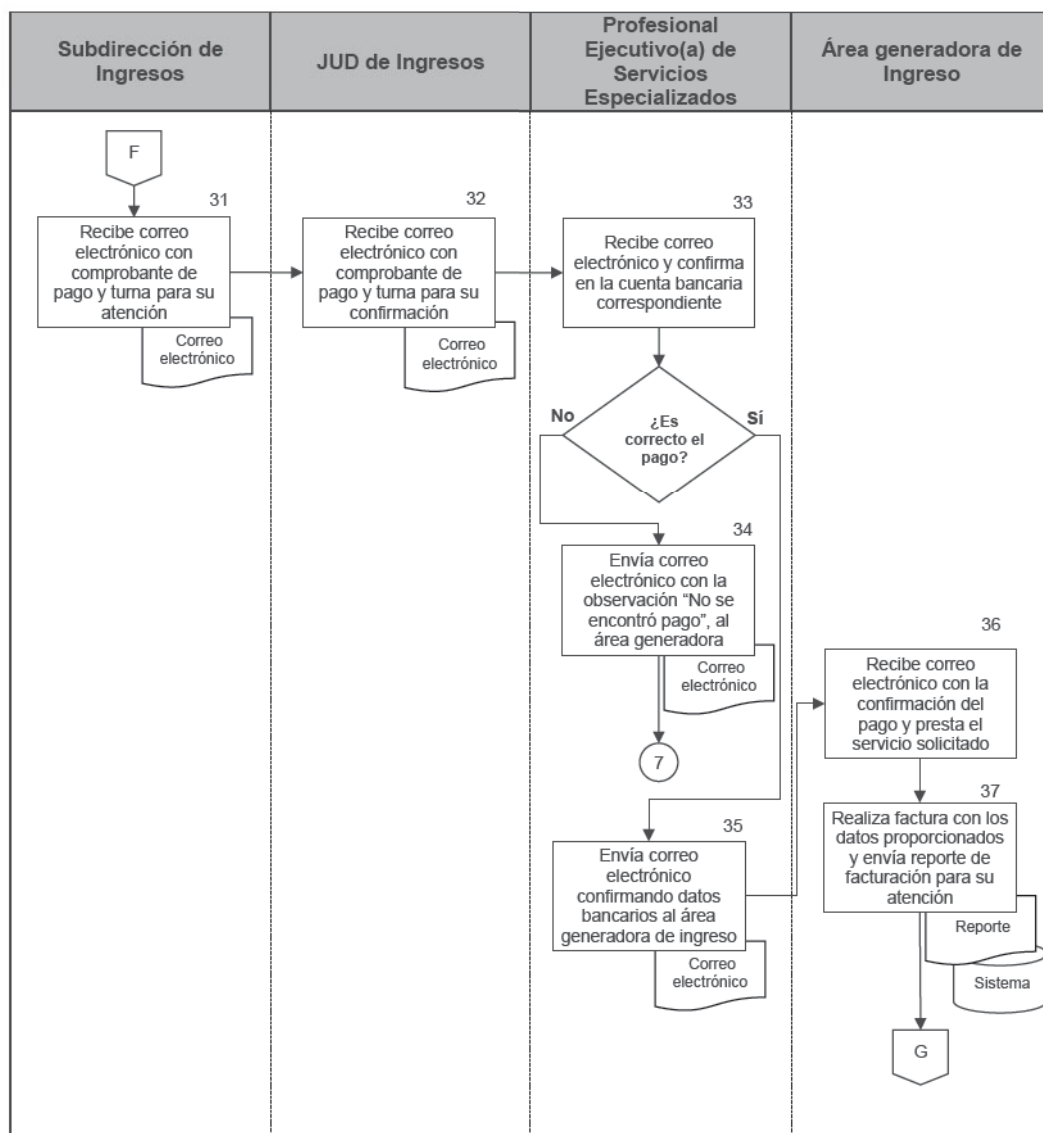 Subdirección de
Ingresos
JUD de Ingresos
Profesional
Ejecutivo(a) de
Servicios
Especializados
Área generadora de
Ingreso
F
31
Recibe correo
electrónico con
comprobante de
pago y turna para su
atención
Correo
electrónico
32
Recibe correo
electrónico con
comprobante de
pago y turna para su
confirmación
Correo
electrónico
33
Recibe correo
electrónico y confirma
en la cuenta bancaria
correspondiente
No
¿Es
correcto el
pago?
Sí
34
Envía correo
electrónico con la
observación “No se
encontró pago”, al
área generadora
Correo
electrónico
7
35
Envía correo
electrónico
confirmando datos
bancarios al área
generadora de ingreso
Correo
electrónico
36
Recibe correo
electrónico con la
confirmación del
pago y presta el
servicio solicitado
37
Realiza factura con los
datos proporcionados
y envía reporte de
facturación para su
atención
Reporte
Sistema
G